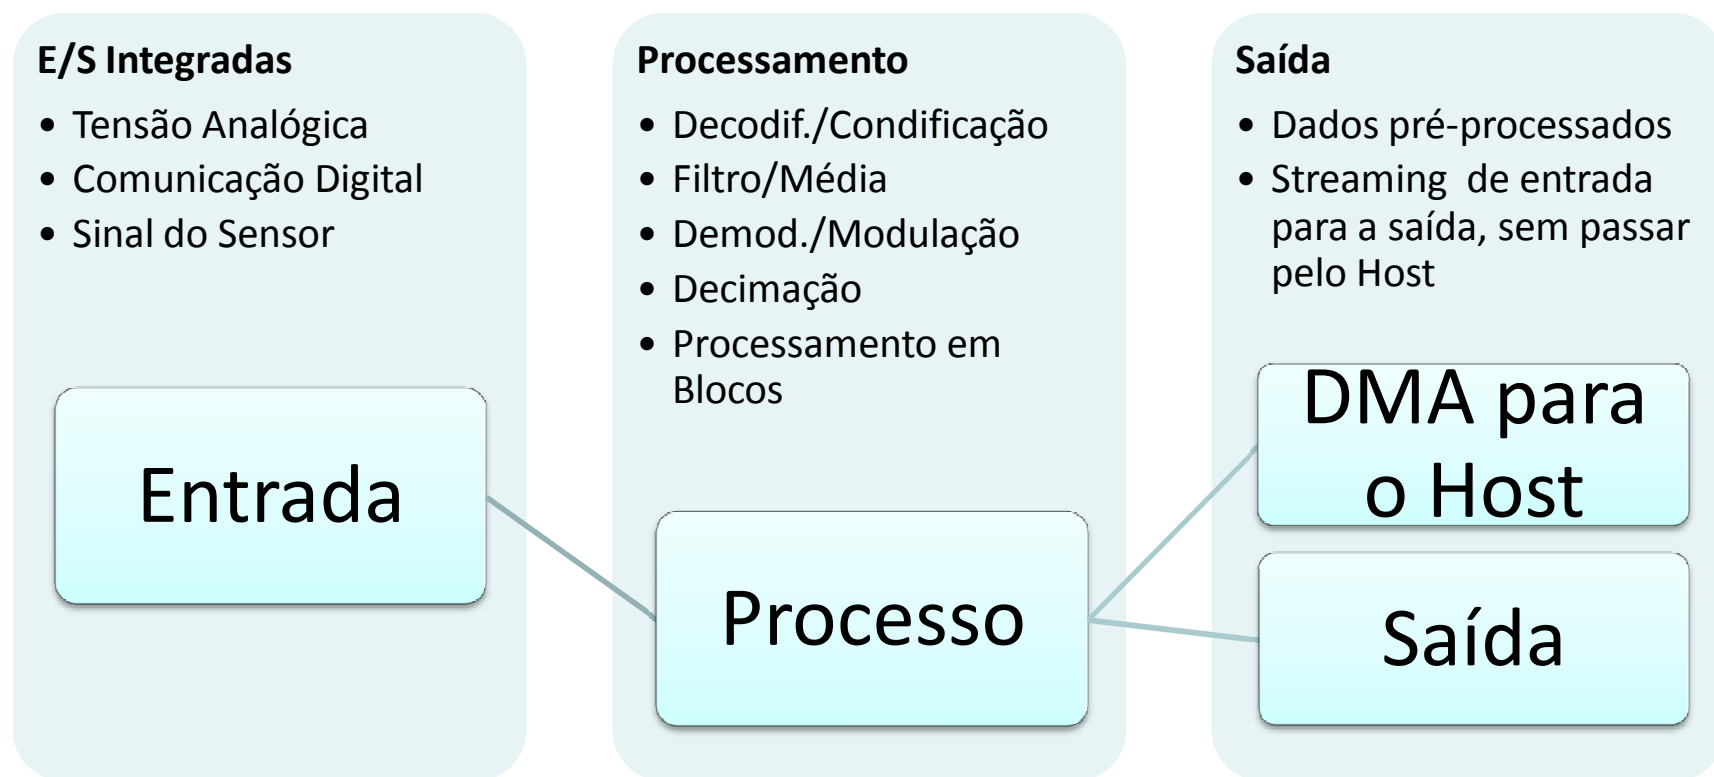 E/S Integradas
• Tensão Analógica
• Comunicação Digital
• Sinal do Sensor
Entrada
Processamento
• Decodif./Condificação
• Filtro/Média
• Demod./Modulação
• Decimação
• Processamento em
Blocos
Processo
Saída
• Dados pré-processados
• Streaming de entrada
para a saída, sem passar
pelo Host
DMA para
o Host
Saída